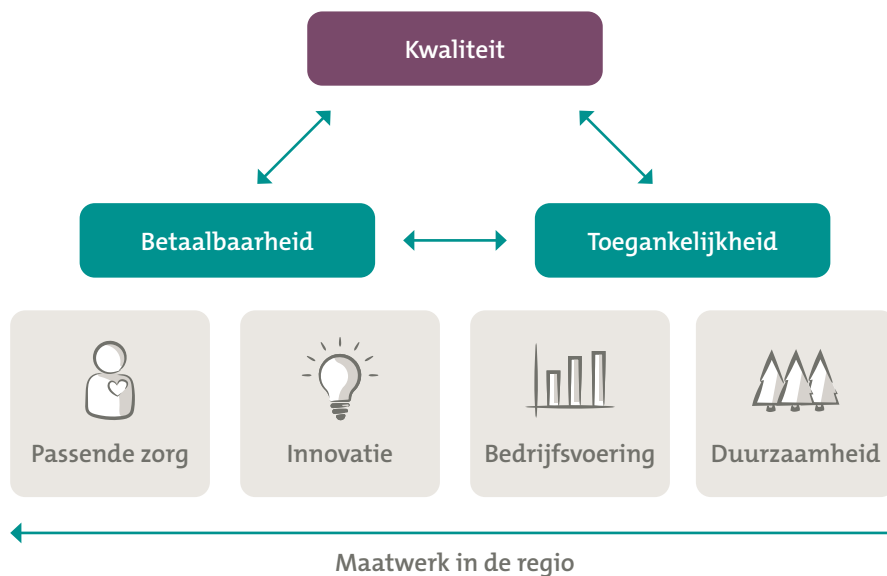 Kwaliteit
Betaalbaarheid
Toegankelijkheid
Passende zorg
Innovatie
Bedrijfsvoering
Duurzaamheid
Maatwerk in de regio